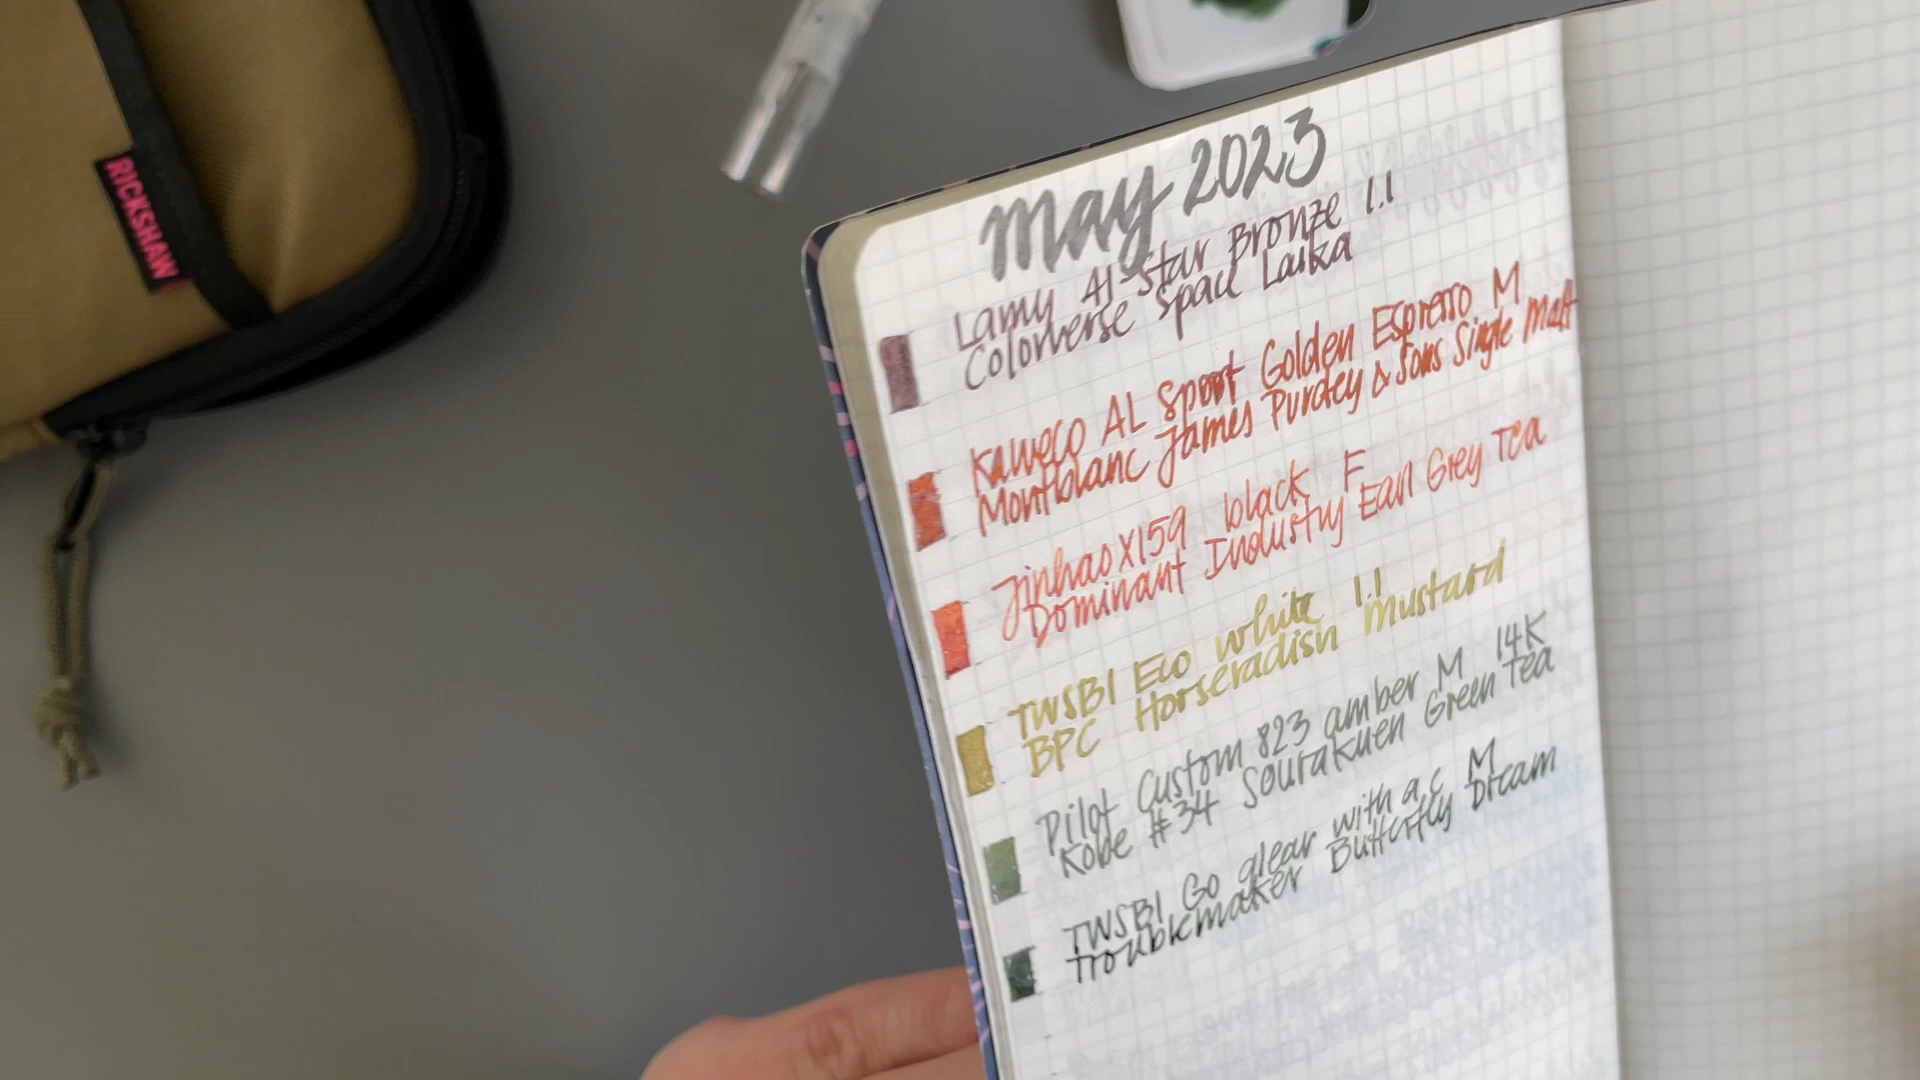 RICKSHAW
May 2023
Lamy Al-Star Bronze 1.1
Colorverse Space Laika
Kaweco AL Sport Golden Espresso M
Montblanc James Purdey & Sons Single Malt
Jinhao X159 black F
Dominant Industry Earl Grey Tea
TWSBI Eco white 1.1
BPC Horseradish Mustard
Pilot Custom 823 amber M 14K
Kobe #34 Sourakuen Green Tea
TWSBI Go glear with a c M
Troublemaker Butterfly Dream